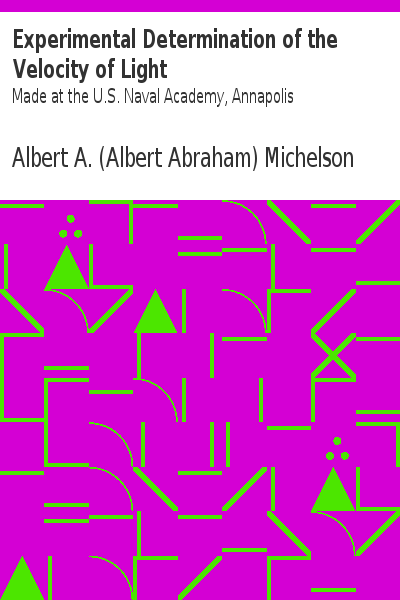 Experimental Determination of the
Velocity of Light
Made at the U.S. Naval Academy, Annapolis
Albert A. (Albert Abraham) Michelson